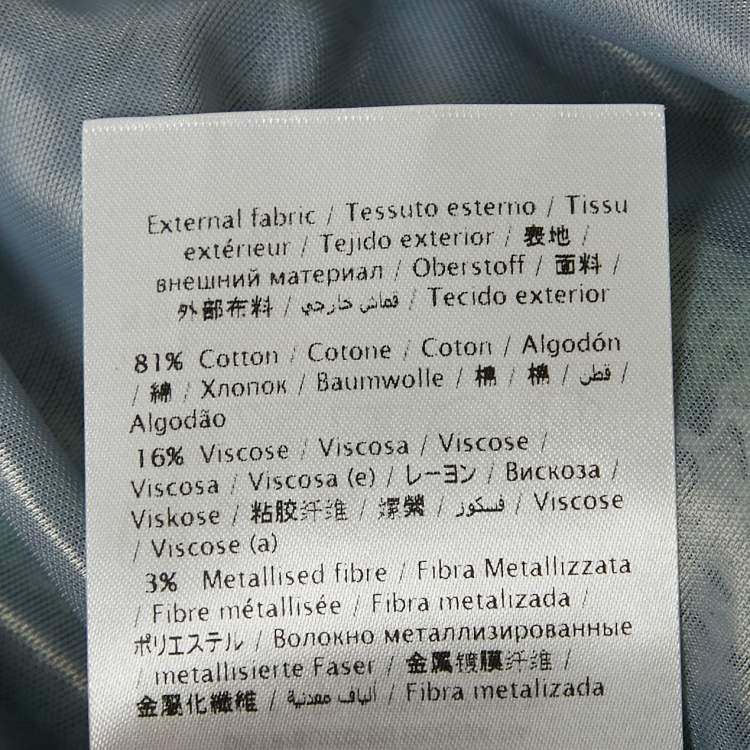 External fabric / Tessuto esterno / Tissu
extérieur / Tejido exterior / 表地 /
внешний материал / Oberstoff / 面料 /
外部布料 / قماش خارجي / Tecido exterior
81% Cotton / Cotone / Coton / Algodón
/ 綿 / Хлопок / Baumwolle / 棉 / 棉 / قطن /
Algodão
16% Viscose / Viscosa / Viscose /
Viscosa / Viscosa (e) / レーヨン / Вискоза /
Viskose / 粘胶纤维 / 嫘縈 / فسكوز / Viscose
/ Viscose (a)
3% Metallised fibre / Fibra Metallizzata
/ Fibre métallisée / Fibra metalizada /
ポリエステル / Волокно металлизированные
/ metallisierte Faser / 金属镀膜纤维 /
金屬化纖維 / ألياف معدنية / Fibra metalizada